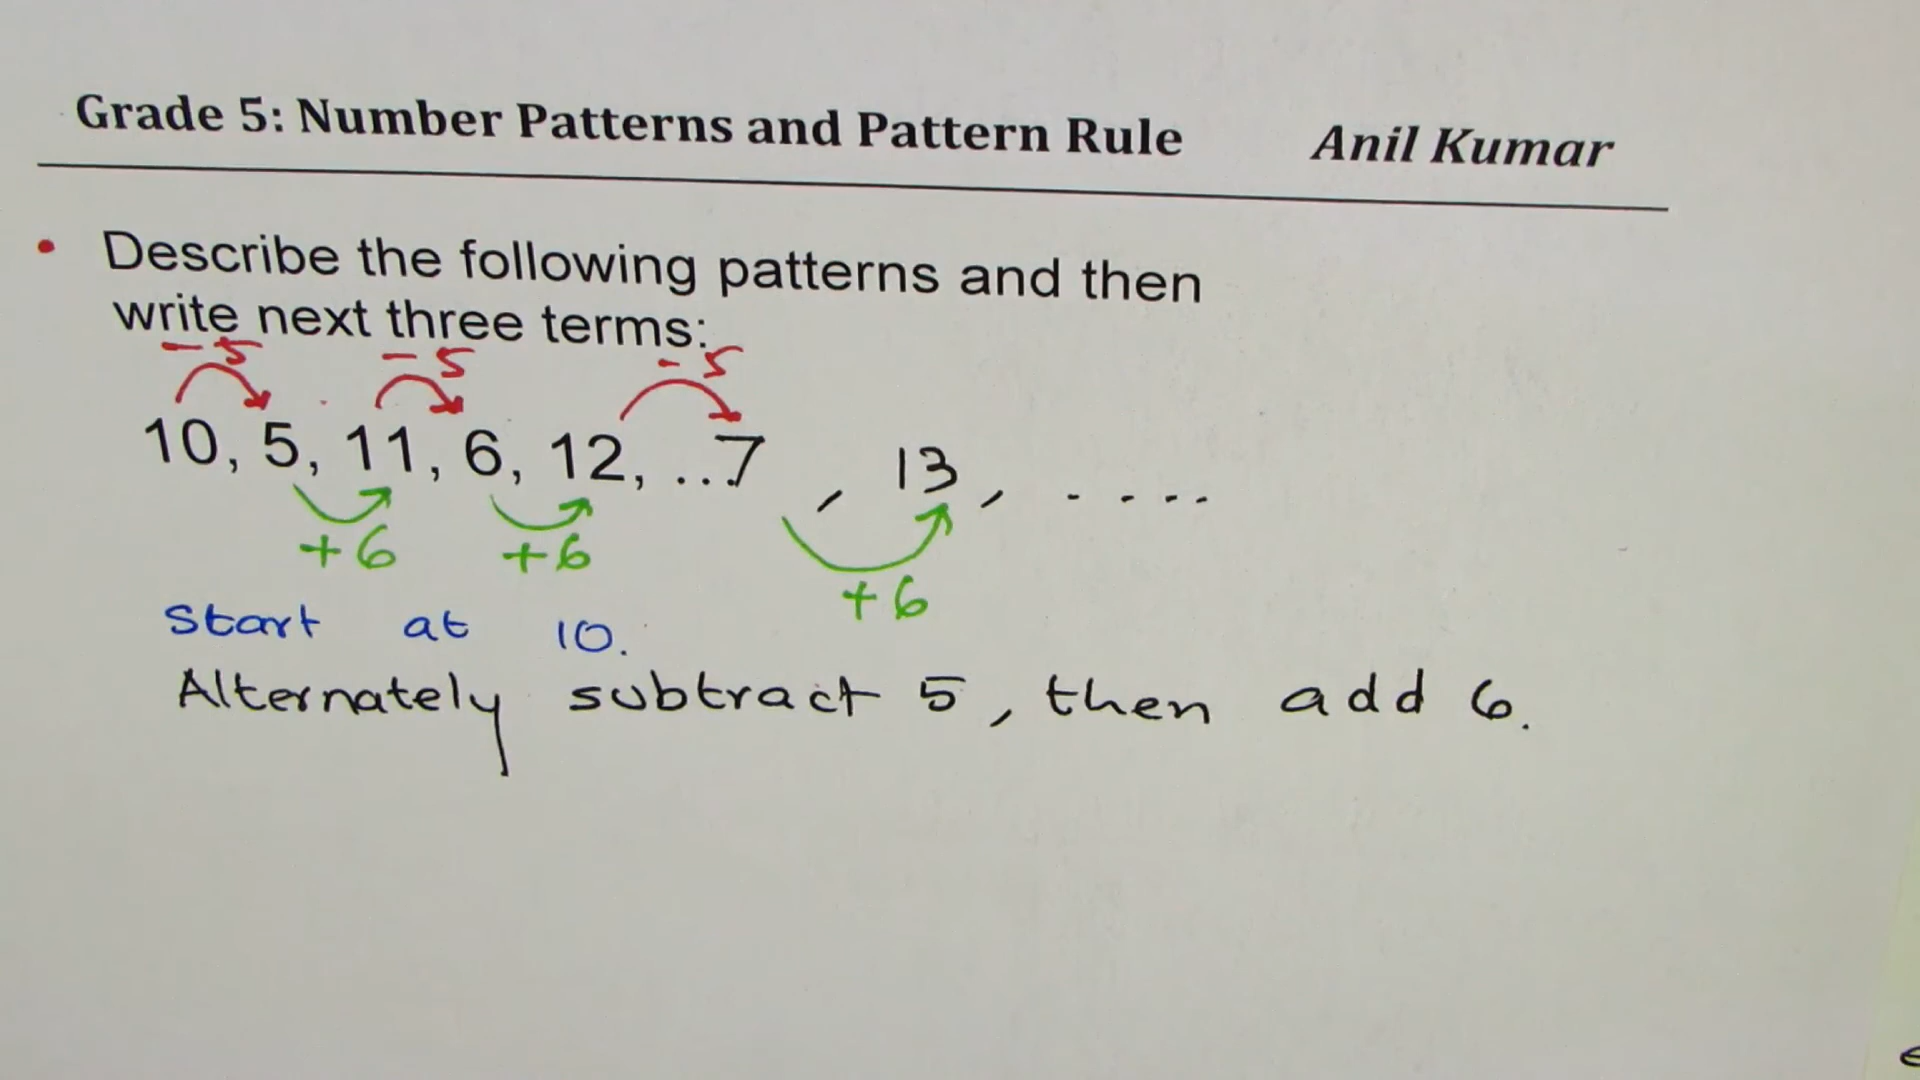 Grade 5: Number Patterns and Pattern Rule Anil Kumar
• Describe the following patterns and then
write next three terms:
- 5 - 5 - 5
10, 5, 11, 6, 12, ...7 , 13, .....
+6 +6 +6
Start at 10.
Alternately subtract 5, then add 6.